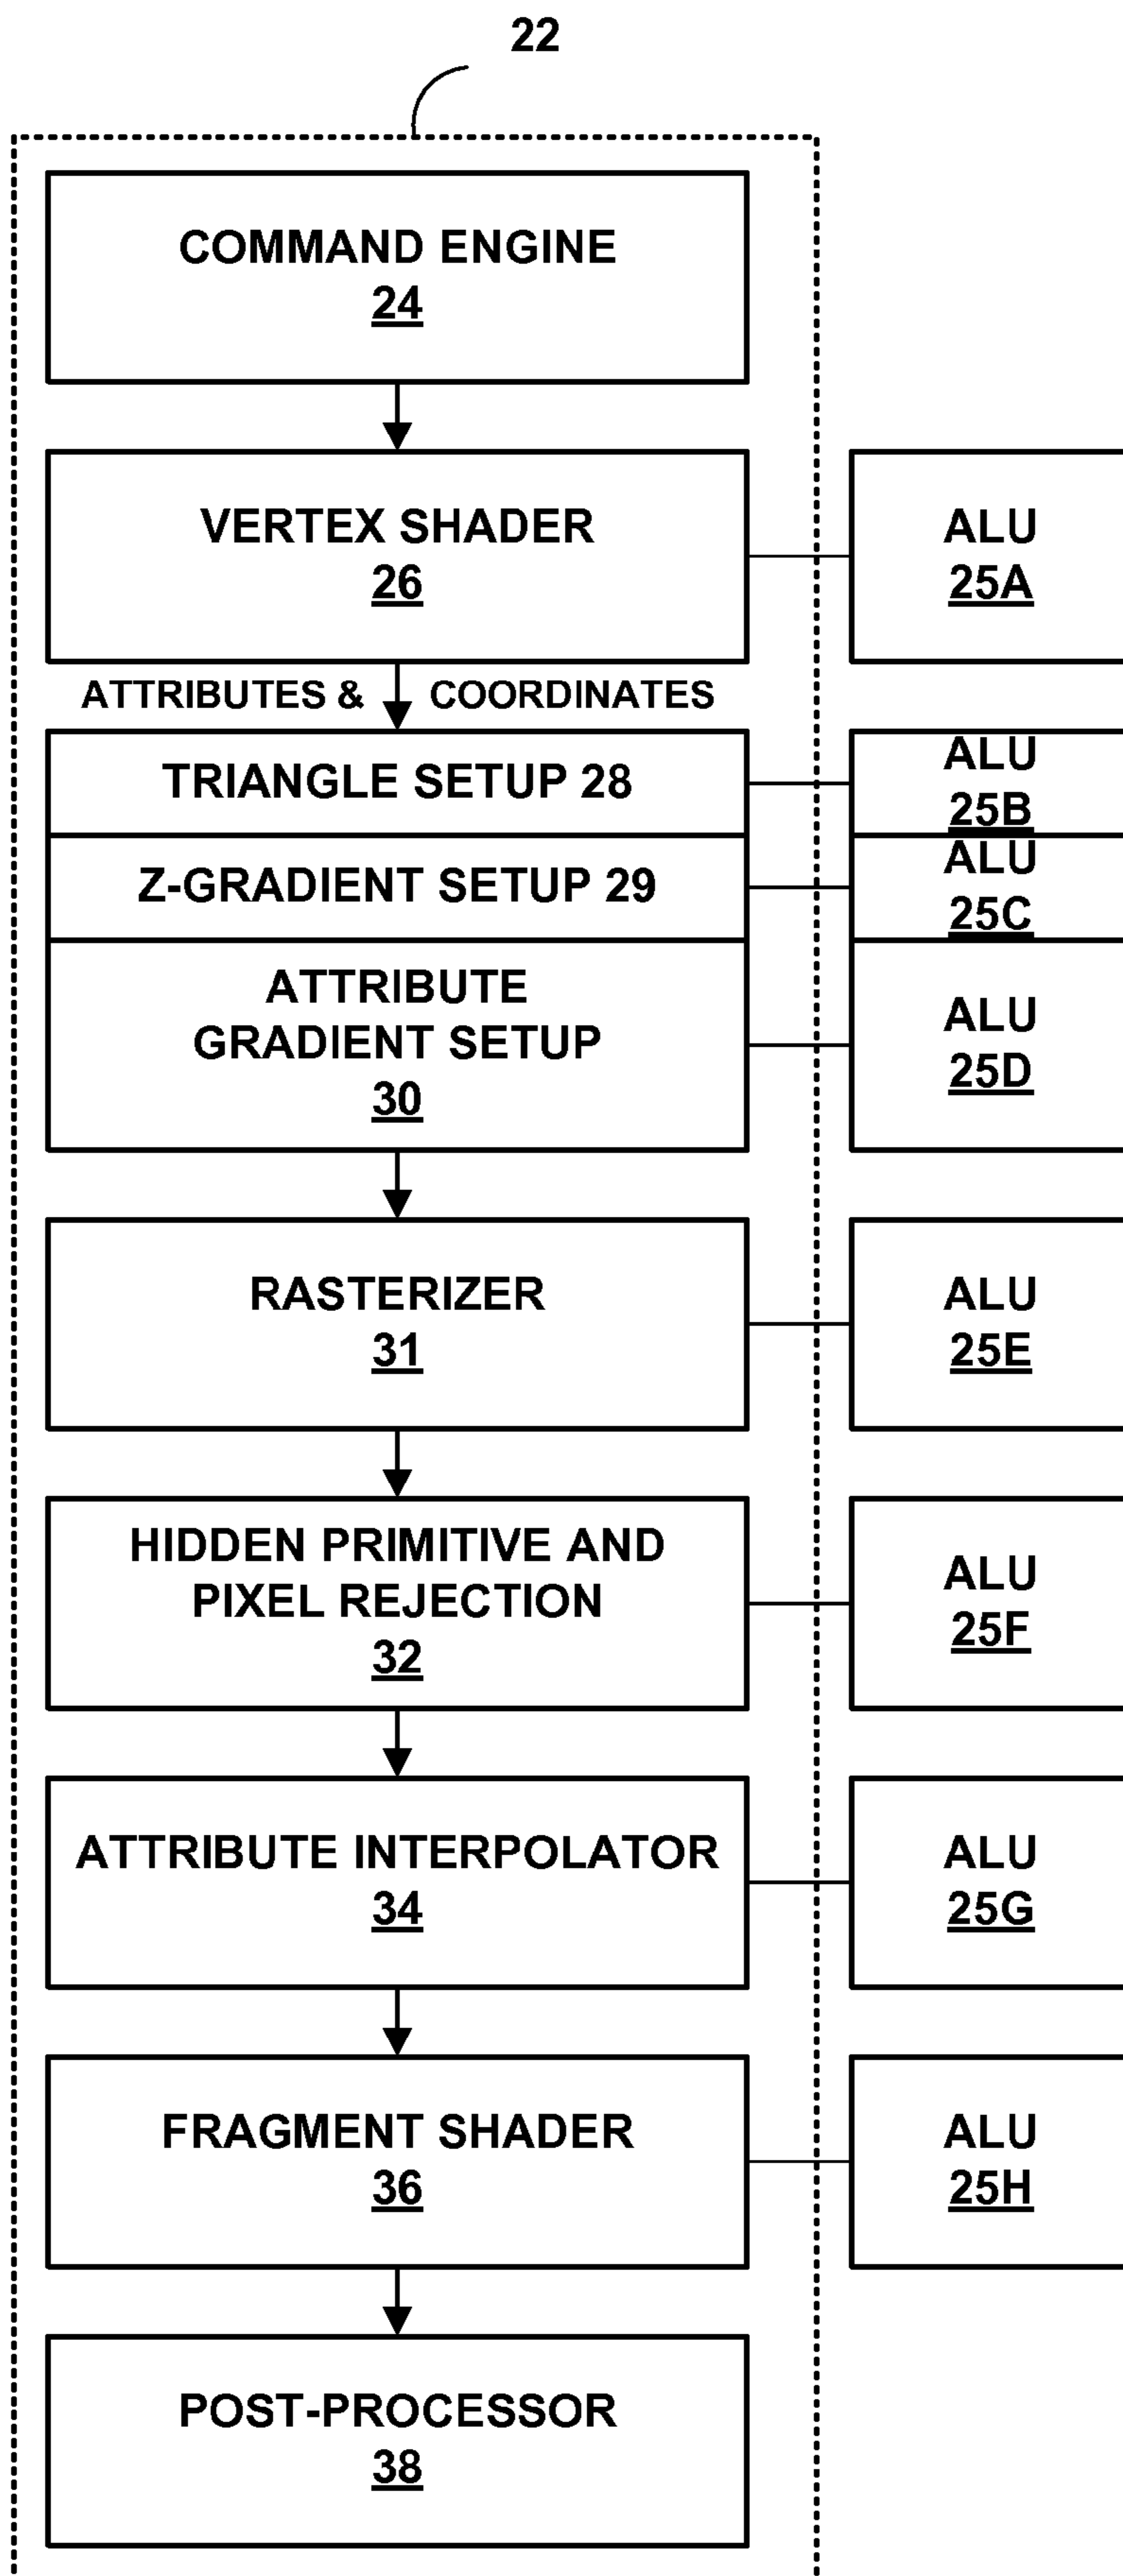 22
COMMAND ENGINE
24
VERTEX SHADER
26
ALU
25A
ATTRIBUTES & COORDINATES
TRIANGLE SETUP 28
ALU
25B
Z-GRADIENT SETUP 29
ALU
25C
ATTRIBUTE
GRADIENT SETUP
30
ALU
25D
RASTERIZER
31
ALU
25E
HIDDEN PRIMITIVE AND
PIXEL REJECTION
32
ALU
25F
ATTRIBUTE INTERPOLATOR
34
ALU
25G
FRAGMENT SHADER
36
ALU
25H
POST-PROCESSOR
38